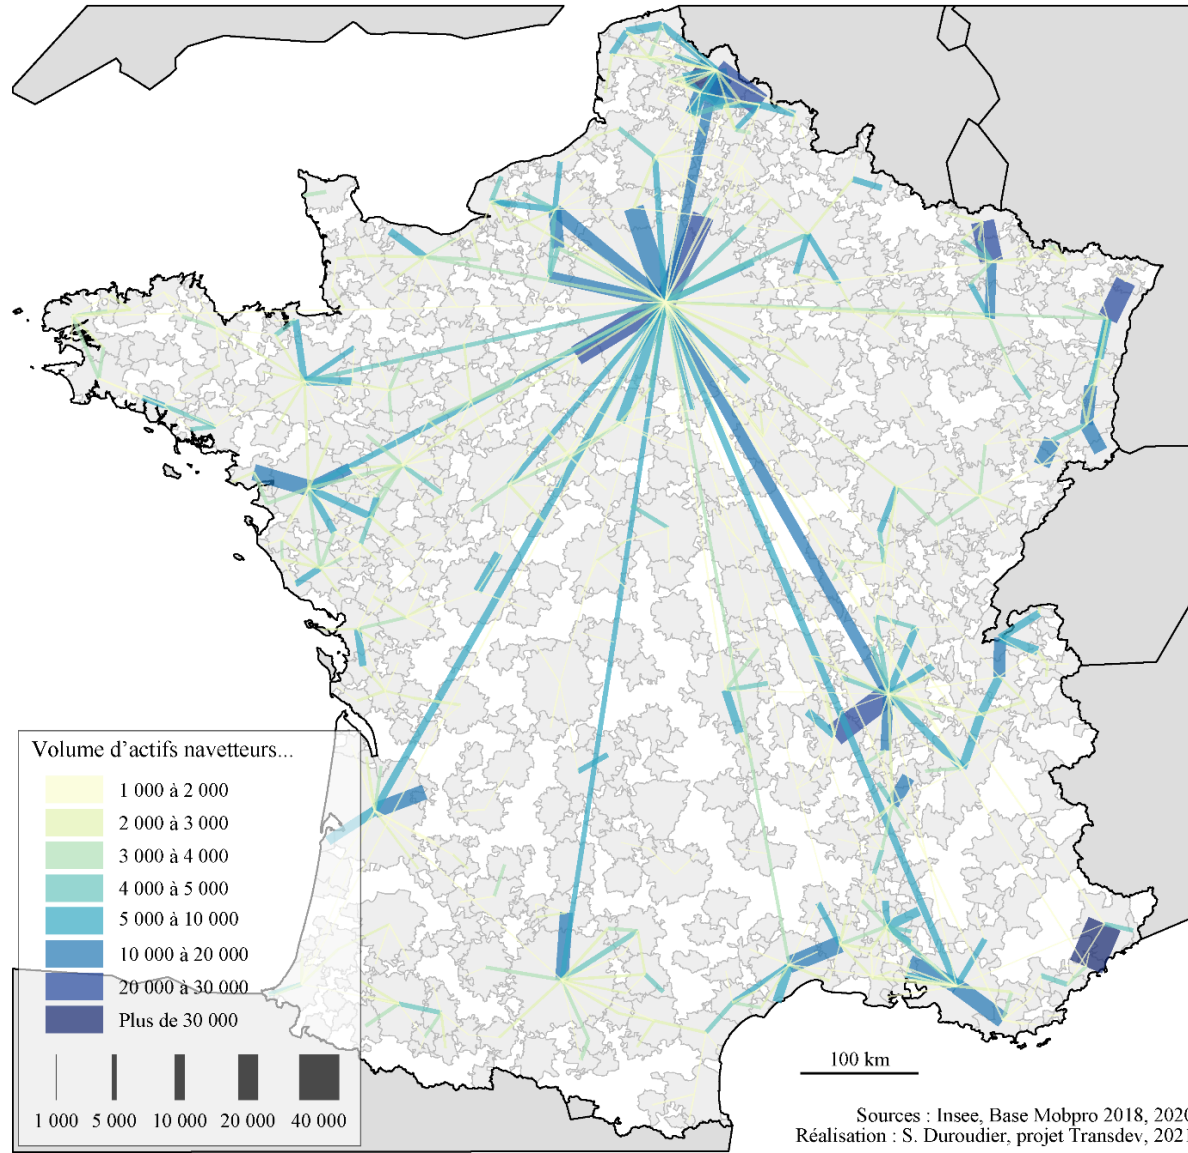 Volume d'actifs navetteurs...
1 000 à 2 000
2 000 à 3 000
3 000 à 4 000
4 000 à 5 000
5 000 à 10 000
10 000 à 20 000
20 000 à 30 000
Plus de 30 000
1 000 5 000 10 000 20 000 40 000
100 km
Sources : Insee, Base Mobpro 2018, 2020
Réalisation : S. Duroudier, projet Transdev, 2021